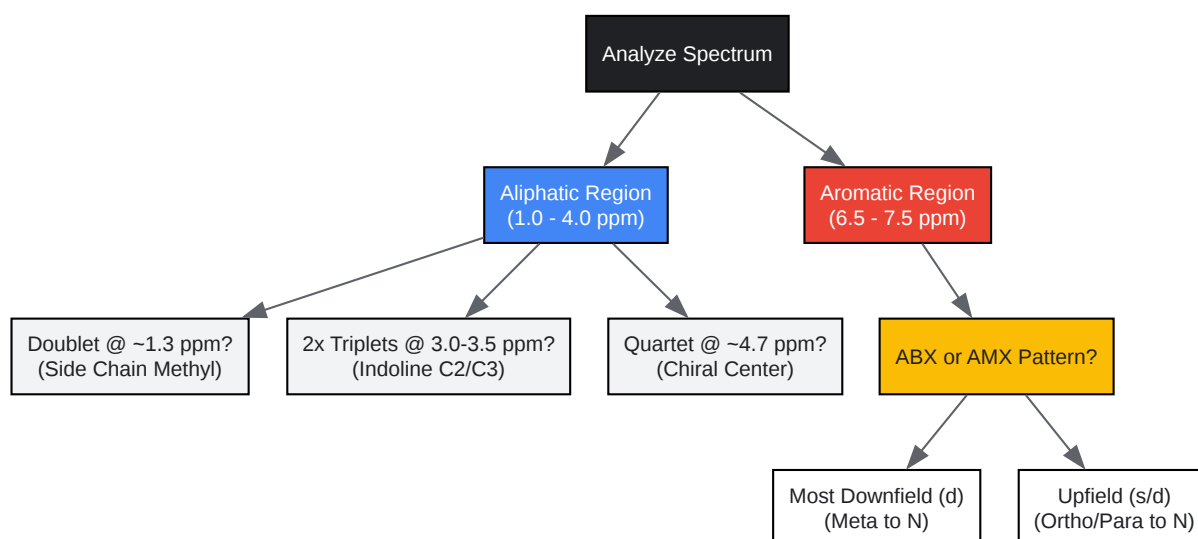 Analyze Spectrum
Aliphatic Region
(1.0 - 4.0 ppm)
Aromatic Region
(6.5 - 7.5 ppm)
Doublet @ ~1.3 ppm?
(Side Chain Methyl)
2x Triplets @ 3.0-3.5 ppm?
(Indoline C2/C3)
Quartet @ ~4.7 ppm?
(Chiral Center)
ABX or AMX Pattern?
Most Downfield (d)
(Meta to N)
Upfield (s/d)
(Ortho/Para to N)